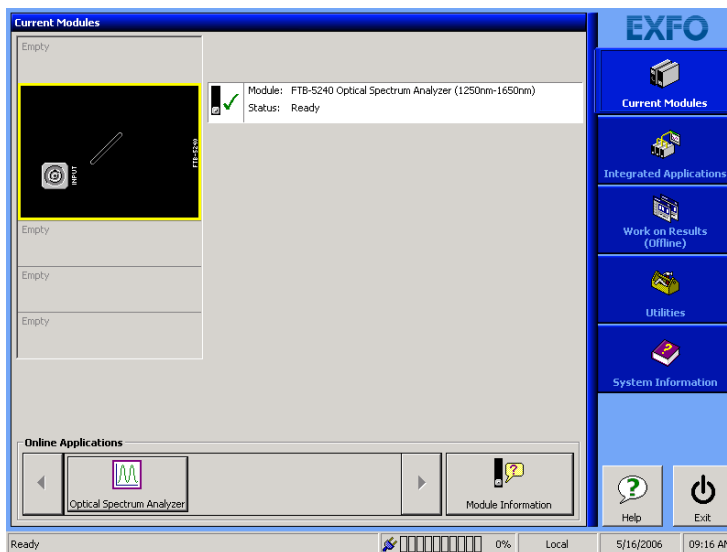 Current Modules
EXFO
Empty
Module: FTB-5240 Optical Spectrum Analyzer (1250nm-1650nm)
Status: Ready
INPUT
FTB-5240
Empty
Empty
Empty
Current Modules
Integrated Applications
Work on Results
(Offline)
Utilities
System Information
Online Applications
Optical Spectrum Analyzer
Module Information
Help
Exit
Ready
0%
Local
5/16/2006
09:16 AM